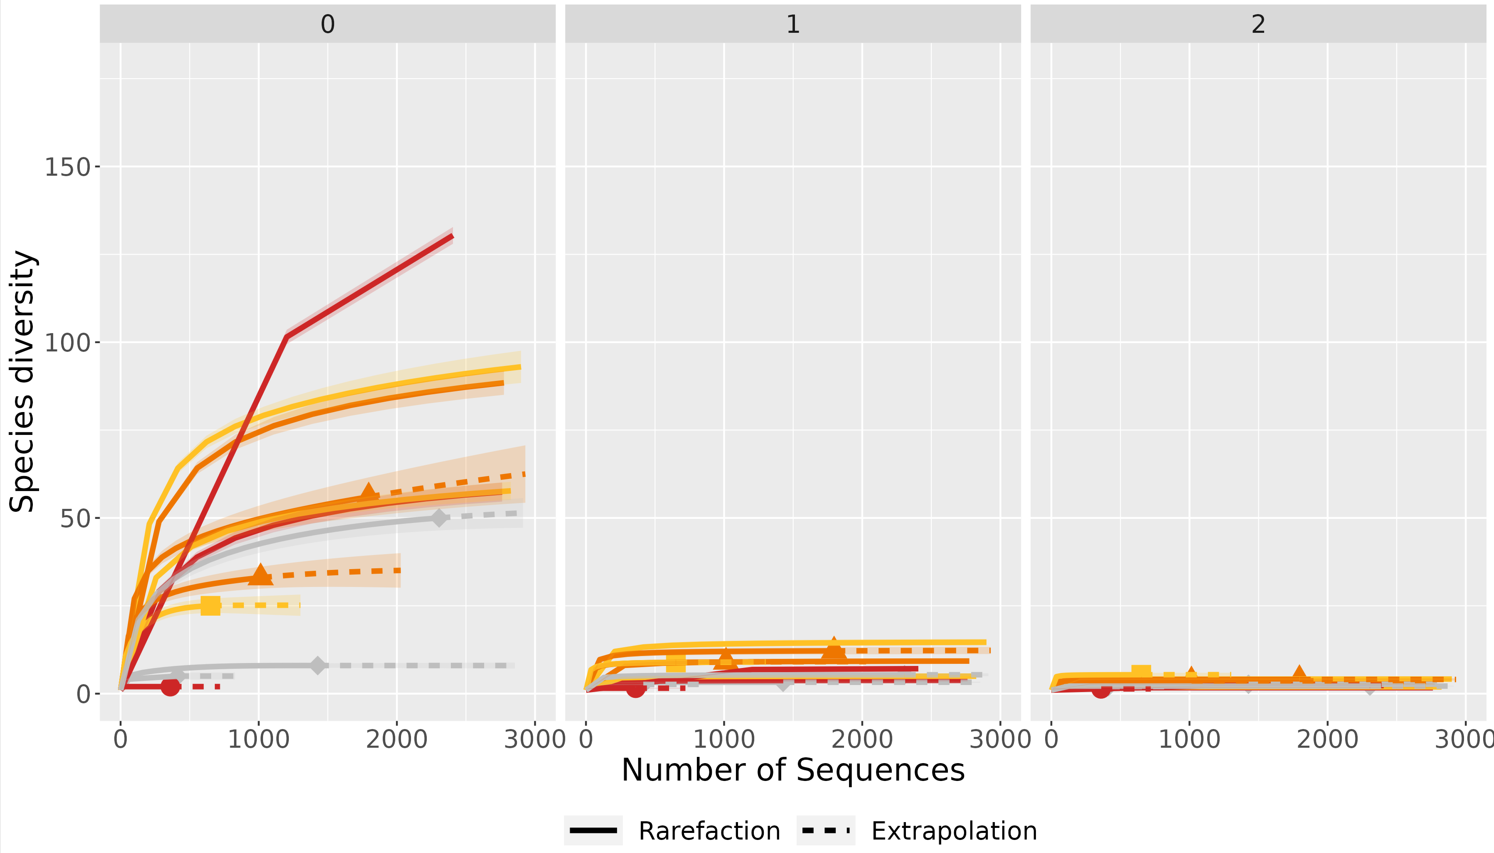 0 1 2
Species diversity
150
100
50
0
0 1000 2000 3000 0 1000 2000 3000 0 1000 2000 3000
Number of Sequences
Rarefaction Extrapolation